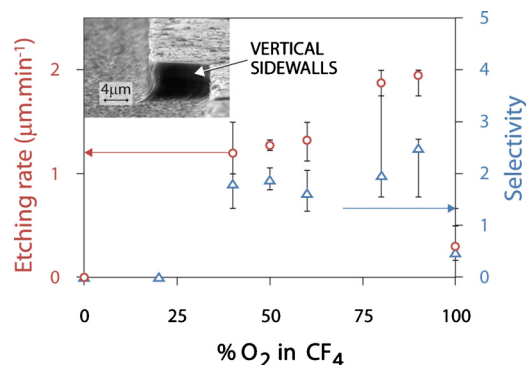 VERTICAL
SIDEWALLS
4μm
Etching rate (μm.min⁻¹)
2
1
0
5
4
3
2
1
0
Selectivity
0
25
50
75
100
% O₂ in CF₄